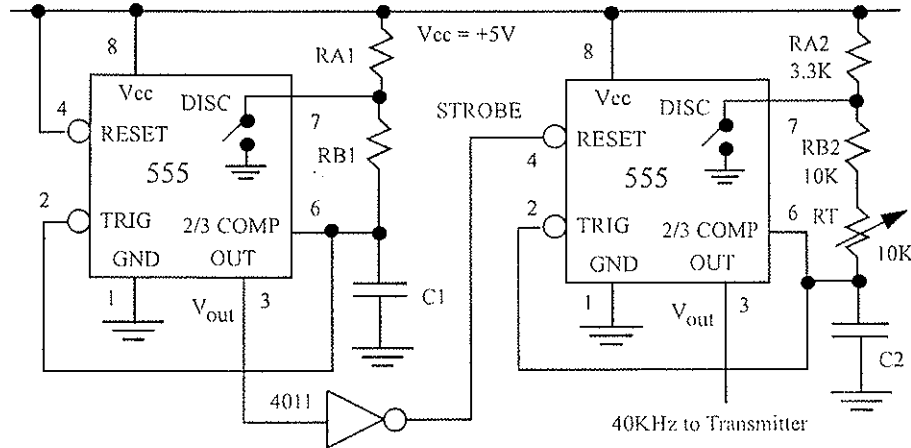 Vcc = +5V
8
RA1
Vcc
DISC
4
RESET
7
RB1
555
2
TRIG
6
2/3 COMP
GND
OUT
1
Vout
3
C1
4011
STROBE
8
RA2
3.3K
Vcc
DISC
4
RESET
7
RB2
10K
555
2
TRIG
6
RT
2/3 COMP
10K
GND
OUT
1
Vout
3
C2
40KHz to Transmitter